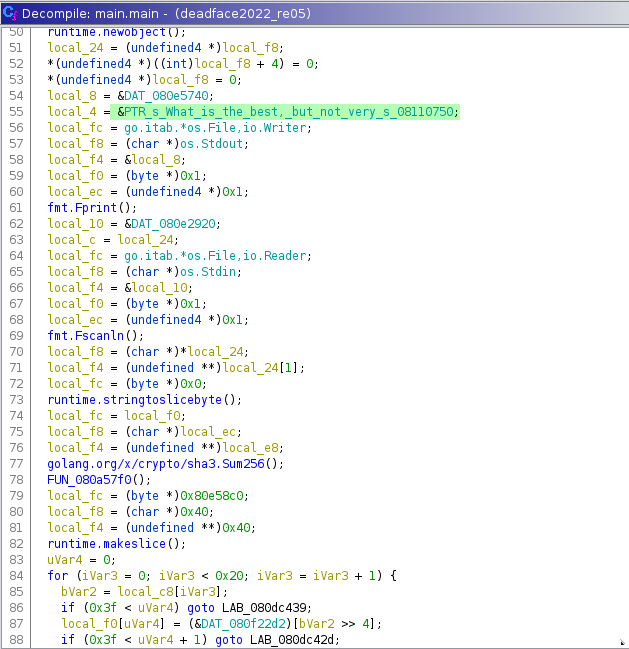 Decompile: main.main - (deadface2022_re05)
50 runtime.newobject();
51 local_24 = (undefined4 *)local_f8;
52 *(undefined4 *)((int)local_f8 + 4) = 0;
53 *(undefined4 *)local_f8 = 0;
54 local_8 = &DAT_080e5740;
55 local_4 = &PTR_s_What_is_the_best,_but_not_very_s_08110750;
56 local_fc = go.itab.*os.File,io.Writer;
57 local_f8 = (char *)os.Stdout;
58 local_f4 = &local_8;
59 local_f0 = (byte *)0x1;
60 local_ec = (undefined4 *)0x1;
61 fmt.Fprint();
62 local_10 = &DAT_080e2920;
63 local_c = local_24;
64 local_fc = go.itab.*os.File,io.Reader;
65 local_f8 = (char *)os.Stdin;
66 local_f4 = &local_10;
67 local_f0 = (byte *)0x1;
68 local_ec = (undefined4 *)0x1;
69 fmt.Fscanln();
70 local_f8 = (char *)*local_24;
71 local_f4 = (undefined **)local_24[1];
72 local_fc = (byte *)0x0;
73 runtime.stringtoslicebyte();
74 local_fc = local_f0;
75 local_f8 = (char *)local_ec;
76 local_f4 = (undefined **)local_e8;
77 golang.org/x/crypto/sha3.Sum256();
78 FUN_080a57f0();
79 local_fc = (byte *)0x80e58c0;
80 local_f8 = (char *)0x40;
81 local_f4 = (undefined **)0x40;
82 runtime.makeslice();
83 uVar4 = 0;
84 for (iVar3 = 0; iVar3 < 0x20; iVar3 = iVar3 + 1) {
85 bVar2 = local_c8[iVar3];
86 if (0x3f < uVar4) goto LAB_080dc439;
87 local_f0[uVar4] = (&DAT_080f22d2)[bVar2 >> 4];
88 if (0x3f < uVar4 + 1) goto LAB_080dc42d;